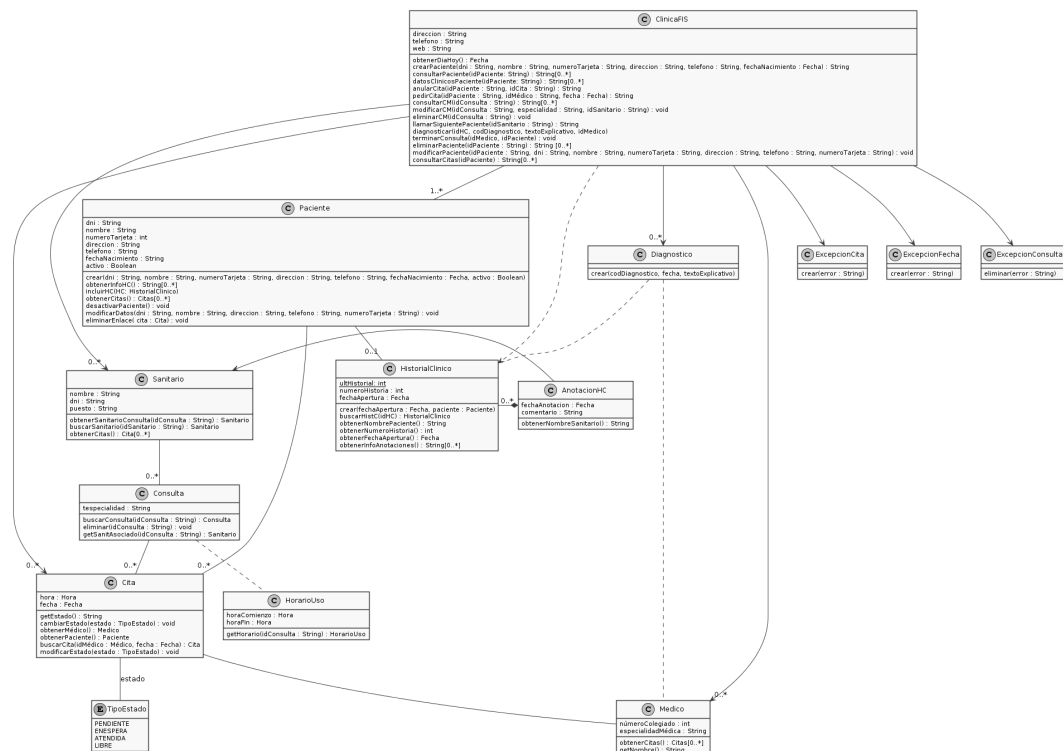 C ClinicaFIS
direccion : String
telefono : String
web : String
obtenerDiaHoy() : Fecha
crearPaciente(dni : String, nombre : String, numeroTarjeta : String, direccion : String, telefono : String, fechaNacimiento : Fecha) : String
consultarPaciente(idPaciente: String) : String[0..*]
datosClinicosPaciente(idPaciente: String) : String[0..*]
anularCita(idPaciente : String, idCita : String) : String
pedirCita(idPaciente : String, idMédico : String, fecha : Fecha) : String
consultarCM(idConsulta : String) : String[0..*]
modificarCM(idConsulta : String, especialidad : String, idSanitario : String) : void
eliminarCM(idConsulta : String) : void
llamarSiguientePaciente(idSanitario : String) : String
diagnosticar(idHC, codDiagnostico, textoExplicativo, idMedico)
terminarConsulta(idMedico, idPaciente) : void
eliminarPaciente(idPaciente : String) : String [0..*]
modificarPaciente(idPaciente : String, dni : String, nombre : String, numeroTarjeta : String, direccion : String, telefono : String, numeroTarjeta : String) : void
consultarCitas(idPaciente) : String[0..*]
1..*
C Paciente
dni : String
nombre : String
numeroTarjeta : int
direccion : String
telefono : String
fechaNacimiento : String
activo : Boolean
crear(dni : String, nombre : String, numeroTarjeta : String, direccion : String, telefono : String, fechaNacimiento : Fecha, activo : Boolean)
obtenerInfoHC() : String[0..*]
incluirHC(HC: HistorialClinico)
obtenerCitas() : Citas[0..*]
desactivarPaciente() : void
modificarDatos(dni : String, nombre : String, direccion : String, telefono : String, numeroTarjeta : String) : void
eliminarEnlace( cita : Cita) : void
0..*
C Diagnostico
crear(codDiagnostico, fecha, textoExplicativo)
C ExcepcionCita
crear(error : String)
C ExcepcionFecha
crear(error : String)
C ExcepcionConsulta
eliminar(error : String)
0..*
C Sanitario
nombre : String
dni : String
puesto : String
obtenerSanitarioConsulta(idConsulta : String) : Sanitario
buscarSanitario(idSanitario : String) : Sanitario
obtenerCitas() : Cita[0..*]
0..1
C HistorialClinico
ultHistorial: int
numeroHistoria : int
fechaApertura : Fecha
crear(fechaApertura : Fecha, paciente : Paciente)
buscarHistC(idHC) : HistorialClinico
obtenerNombrePaciente() : String
obtenerNumeroHistoria() : int
obtenerFechaApertura() : Fecha
obtenerInfoAnotaciones() : String[0..*]
0..*
C AnotacionHC
fechaAnotacion : Fecha
comentario : String
obtenerNombreSanitario() : String
0..*
C Consulta
tespecialidad : String
buscarConsulta(idConsulta : String) : Consulta
eliminar(idConsulta : String) : void
getSanitAsociado(idConsulta : String) : Sanitario
0..*
0..*
0..*
C Cita
hora : Hora
fecha : Fecha
getEstado() : String
cambiarEstado(estado : TipoEstado) : void
obtenerMédico() : Medico
obtenerPaciente() : Paciente
buscarCita(idMédico : Médico, fecha : Fecha) : Cita
modificarEstado(estado : TipoEstado) : void
C HorarioUso
horaComienzo : Hora
horaFin : Hora
getHorario(idConsulta : String) : HorarioUso
estado
E TipoEstado
PENDIENTE
ENESPERA
ATENDIDA
LIBRE
0..*
C Medico
númeroColegiado : int
especialidadMédica : String
obtenerCitas() : Citas[0..*]
getNombre() : String